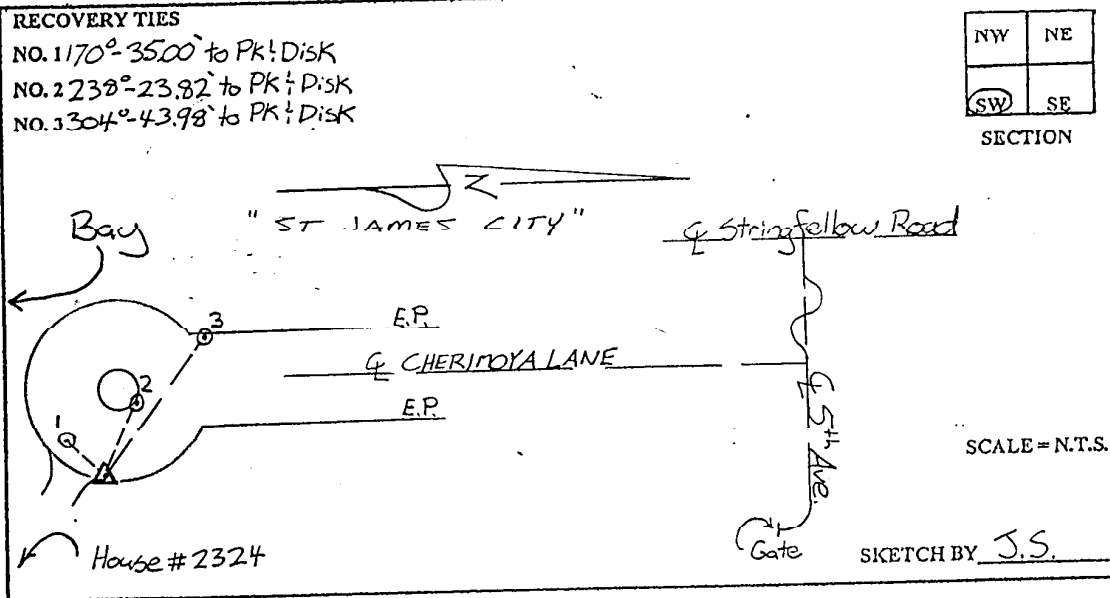 RECOVERY TIES
NO. 1 170°-35.00' to PK & Disk
NO. 2 238°-23.82' to PK & Disk
NO. 3 304°-43.98' to PK & Disk
NW NE
SW SE
SECTION
N
"ST JAMES CITY"
Bay
℄ Stringfellow Road
3
E.P.
℄ CHERIMOYA LANE
2
E.P.
1
℄ 5th Ave.
SCALE = N.T.S.
House # 2324
Gate
SKETCH BY J.S.